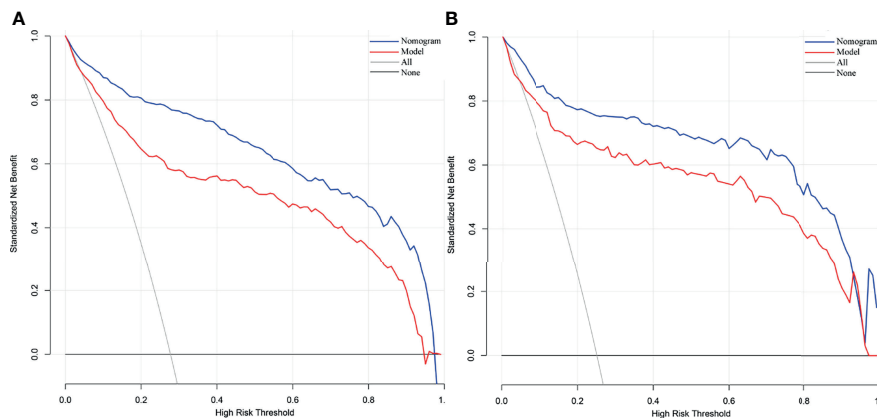 A
Nomogram
Model
All
None
Standardized Net Benefit
1.0
0.8
0.6
0.4
0.2
0.0
0.0 0.2 0.4 0.6 0.8 1.
High Risk Threshold
B
Nomogram
Model
All
None
Standardized Net Benefit
1.0
0.8
0.6
0.4
0.2
0.0
0.0 0.2 0.4 0.6 0.8 1
High Risk Threshold